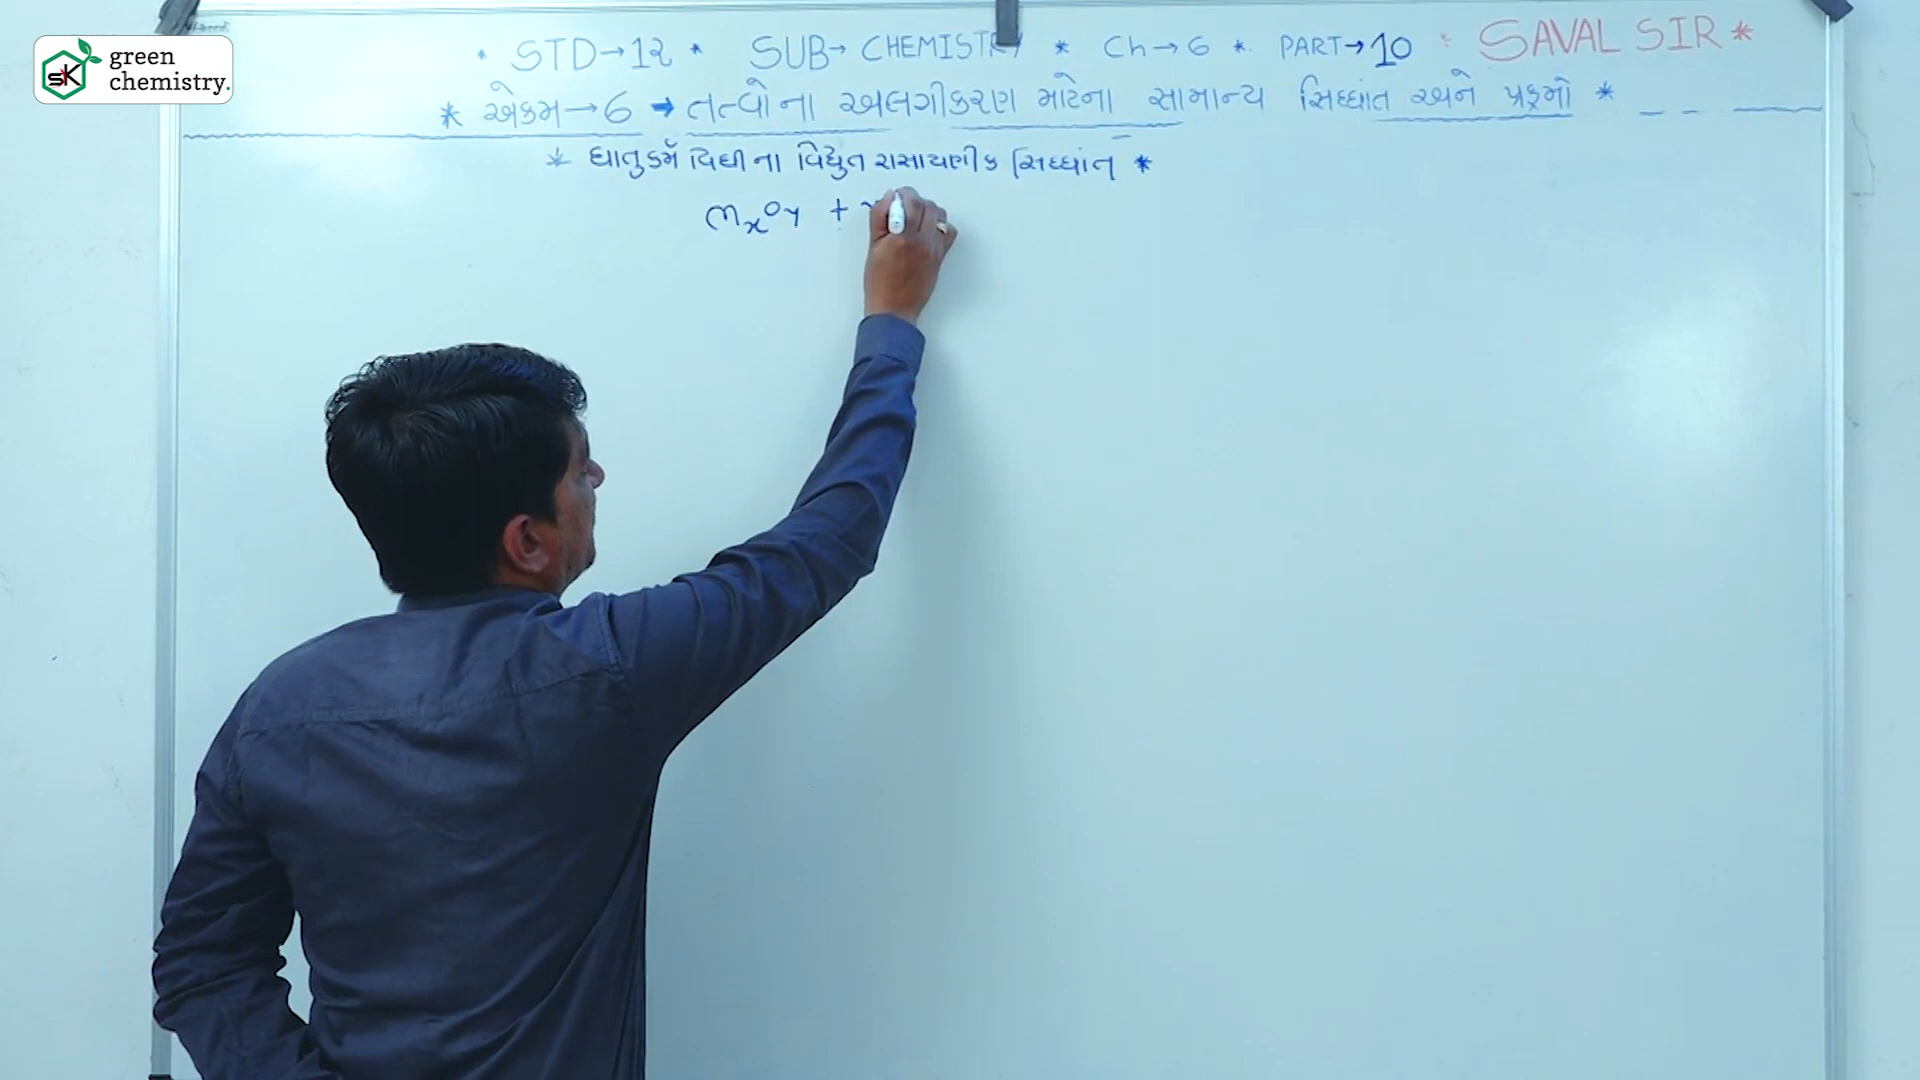 green
chemistry.
SK
* STD→12 * SUB→ CHEMISTRY * Ch→6 * PART→10 * SAVAL SIR *
* એકમ→6 → તત્વોના અલગીકરણ માટેના સામાન્ય સિધ્ધાંત અને પ્રક્રમો *
* ધાતુકર્મ વિધીના વિદ્યુત રાસાયણીક સિધ્ધાંત *
MxOy +